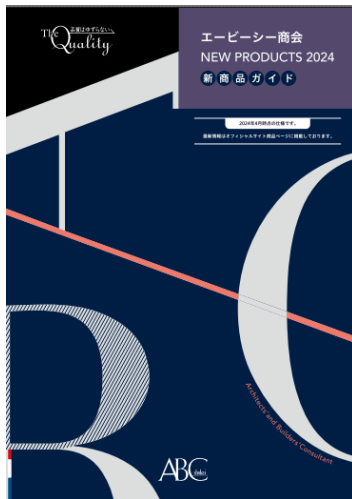 品質はゆずらない。
The Quality
エービーシー商会
NEW PRODUCTS 2024
新商品ガイド
2024年4月時点の仕様です。
最新情報はオフィシャルサイト商品ページに掲載しております。
Architects' and Builders' Consultant
ABC